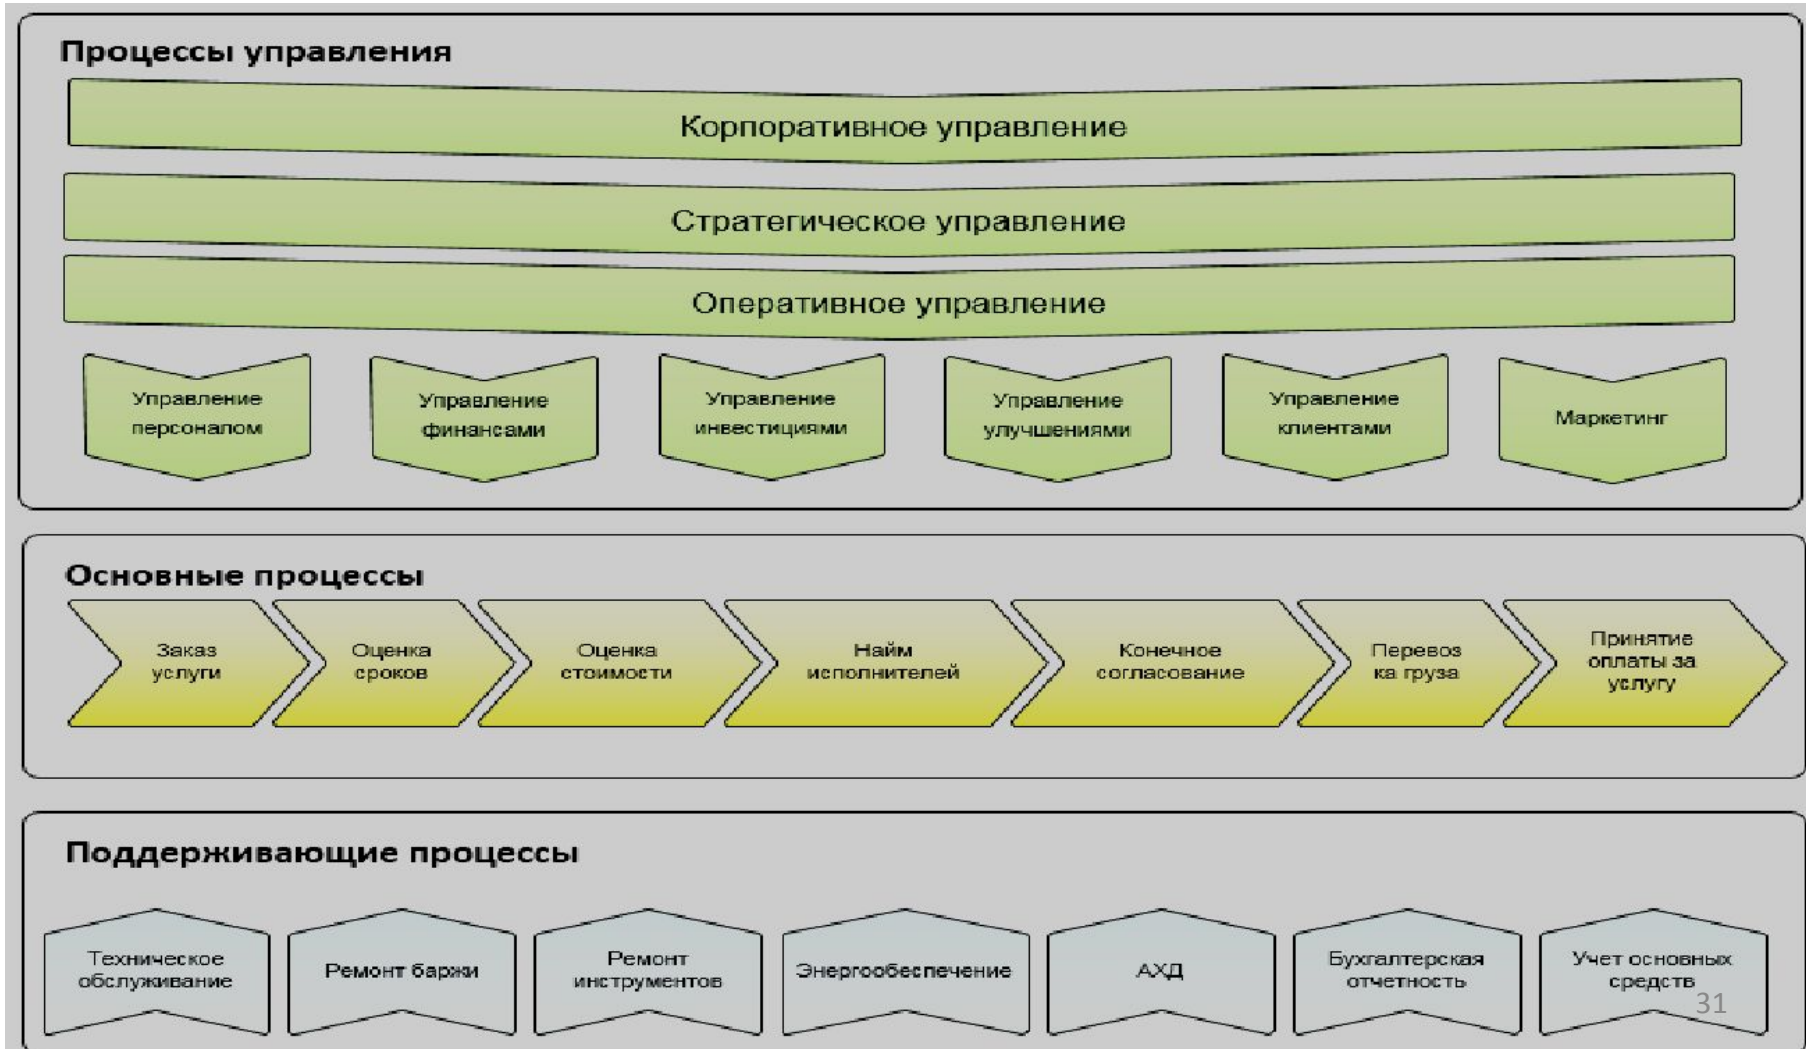 Процессы управления
Корпоративное управление
Стратегическое управление
Оперативное управление
Управление
персоналом
Управление
финансами
Управление
инвестициями
Управление
улучшениями
Управление
клиентами
Маркетинг
Основные процессы
Заказ
услуги
Оценка
сроков
Оценка
стоимости
Найм
исполнителей
Конечное
согласование
Перевоз
ка груза
Принятие
оплаты за
услугу
Поддерживающие процессы
Техническое
обслуживание
Ремонт баржи
Ремонт
инструментов
Энергообеспечение
АХД
Бухгалтерская
отчетность
Учет основных
средств
31